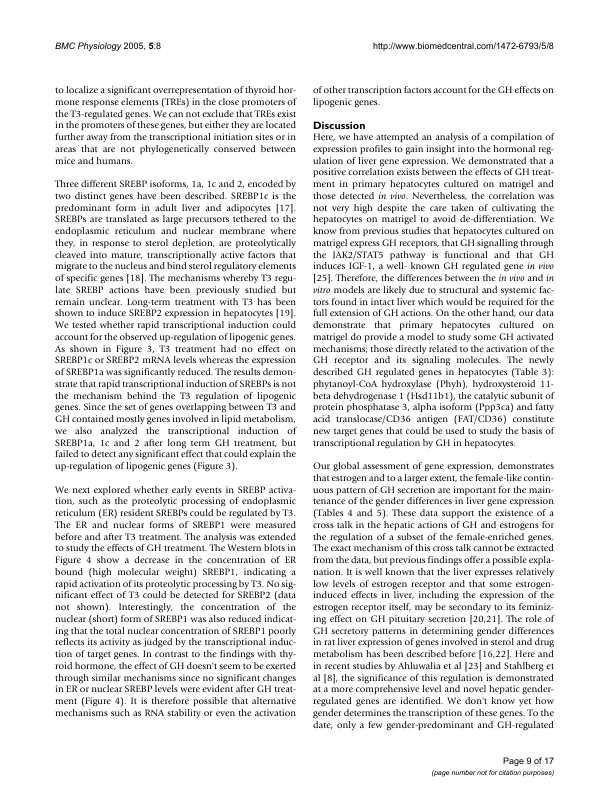 BMC Physiology 2005, 5:8
http://www.biomedcentral.com/1472-6793/5/8
to localize a significant overrepresentation of thyroid hor-
mone response elements (TREs) in the close promoters of
the T3-regulated genes. We can not exclude that TREs exist
in the promoters of these genes, but either they are located
further away from the transcriptional initiation sites or in
areas that are not phylogenetically conserved between
mice and humans.
Three different SREBP isoforms, 1a, 1c and 2, encoded by
two distinct genes have been described. SREBP1c is the
predominant form in adult liver and adipocytes [17].
SREBPs are translated as large precursors tethered to the
endoplasmic reticulum and nuclear membrane where
they, in response to sterol depletion, are proteolytically
cleaved into mature, transcriptionally active factors that
migrate to the nucleus and bind sterol regulatory elements
of specific genes [18]. The mechanisms whereby T3 regu-
late SREBP actions have been previously studied but
remain unclear. Long-term treatment with T3 has been
shown to induce SREBP2 expression in hepatocytes [19].
We tested whether rapid transcriptional induction could
account for the observed up-regulation of lipogenic genes.
As shown in Figure 3, T3 treatment had no effect on
SREBP1c or SREBP2 mRNA levels whereas the expression
of SREBP1a was significantly reduced. The results demon-
strate that rapid transcriptional induction of SREBPs is not
the mechanism behind the T3 regulation of lipogenic
genes. Since the set of genes overlapping between T3 and
GH contained mostly genes involved in lipid metabolism,
we also analyzed the transcriptional induction of
SREBP1a, 1c and 2 after long term GH treatment, but
failed to detect any significant effect that could explain the
up-regulation of lipogenic genes (Figure 3).
We next explored whether early events in SREBP activa-
tion, such as the proteolytic processing of endoplasmic
reticulum (ER) resident SREBPs could be regulated by T3.
The ER and nuclear forms of SREBP1 were measured
before and after T3 treatment. The analysis was extended
to study the effects of GH treatment. The Western blots in
Figure 4 show a decrease in the concentration of ER
bound (high molecular weight) SREBP1, indicating a
rapid activation of its proteolytic processing by T3. No sig-
nificant effect of T3 could be detected for SREBP2 (data
not shown). Interestingly, the concentration of the
nuclear (short) form of SREBP1 was also reduced indicat-
ing that the total nuclear concentration of SREBP1 poorly
reflects its activity as judged by the transcriptional induc-
tion of target genes. In contrast to the findings with thy-
roid hormone, the effect of GH doesn't seem to be exerted
through similar mechanisms since no significant changes
in ER or nuclear SREBP levels were evident after GH treat-
ment (Figure 4). It is therefore possible that alternative
mechanisms such as RNA stability or even the activation
of other transcription factors account for the GH effects on
lipogenic genes.
Discussion
Here, we have attempted an analysis of a compilation of
expression profiles to gain insight into the hormonal reg-
ulation of liver gene expression. We demonstrated that a
positive correlation exists between the effects of GH treat-
ment in primary hepatocytes cultured on matrigel and
those detected in vivo. Nevertheless, the correlation was
not very high despite the care taken of cultivating the
hepatocytes on matrigel to avoid de-differentiation. We
know from previous studies that hepatocytes cultured on
matrigel express GH receptors, that GH signalling through
the JAK2/STAT5 pathway is functional and that GH
induces IGF-1, a well- known GH regulated gene in vivo
[25]. Therefore, the differences between the in vivo and in
vitro models are likely due to structural and systemic fac-
tors found in intact liver which would be required for the
full extension of GH actions. On the other hand, our data
demonstrate that primary hepatocytes cultured on
matrigel do provide a model to study some GH activated
mechanisms; those directly related to the activation of the
GH receptor and its signaling molecules. The newly
described GH regulated genes in hepatocytes (Table 3):
phytanoyl-CoA hydroxylase (Phyh), hydroxysteroid 11-
beta dehydrogenase 1 (Hsd11b1), the catalytic subunit of
protein phosphatase 3, alpha isoform (Ppp3ca) and fatty
acid translocase/CD36 antigen (FAT/CD36) constitute
new target genes that could be used to study the basis of
transcriptional regulation by GH in hepatocytes.
Our global assessment of gene expression, demonstrates
that estrogen and to a larger extent, the female-like contin-
uous pattern of GH secretion are important for the main-
tenance of the gender differences in liver gene expression
(Tables 4 and 5). These data support the existence of a
cross talk in the hepatic actions of GH and estrogens for
the regulation of a subset of the female-enriched genes.
The exact mechanism of this cross talk cannot be extracted
from the data, but previous findings offer a possible expla-
nation. It is well known that the liver expresses relatively
low levels of estrogen receptor and that some estrogen-
induced effects in liver, including the expression of the
estrogen receptor itself, may be secondary to its feminiz-
ing effect on GH pituitary secretion [20,21]. The role of
GH secretory patterns in determining gender differences
in rat liver expression of genes involved in sterol and drug
metabolism has been described before [16,22]. Here and
in recent studies by Ahluwalia et al [23] and Stahlberg et
al [8], the significance of this regulation is demonstrated
at a more comprehensive level and novel hepatic gender-
regulated genes are identified. We don't know yet how
gender determines the transcription of these genes. To the
date, only a few gender-predominant and GH-regulated
Page 9 of 17
(page number not for citation purposes)